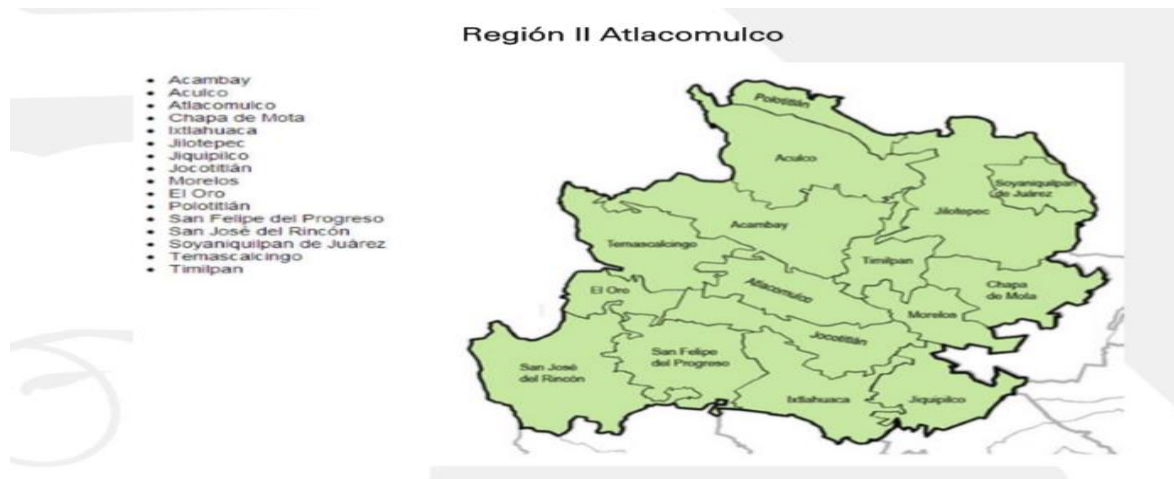 Región II Atlacomulco
• Acambay
• Aculco
• Atlacomulco
• Chapa de Mota
• Ixtlahuaca
• Jilotepec
• Jiquipilco
• Jocotitlán
• Morelos
• El Oro
• Polotitlán
• San Felipe del Progreso
• San José del Rincón
• Soyaniquilpan de Juárez
• Temascalcingo
• Timilpan
Polotitlán
Aculco
Soyaniquilpan
de Juárez
Jilotepec
Acambay
Temascalcingo
Timilpan
Chapa
de Mota
El Oro
Atlacomulco
Morelos
Jocotitlán
San Felipe
del Progreso
San José
del Rincón
Ixtlahuaca
Jiquipilco